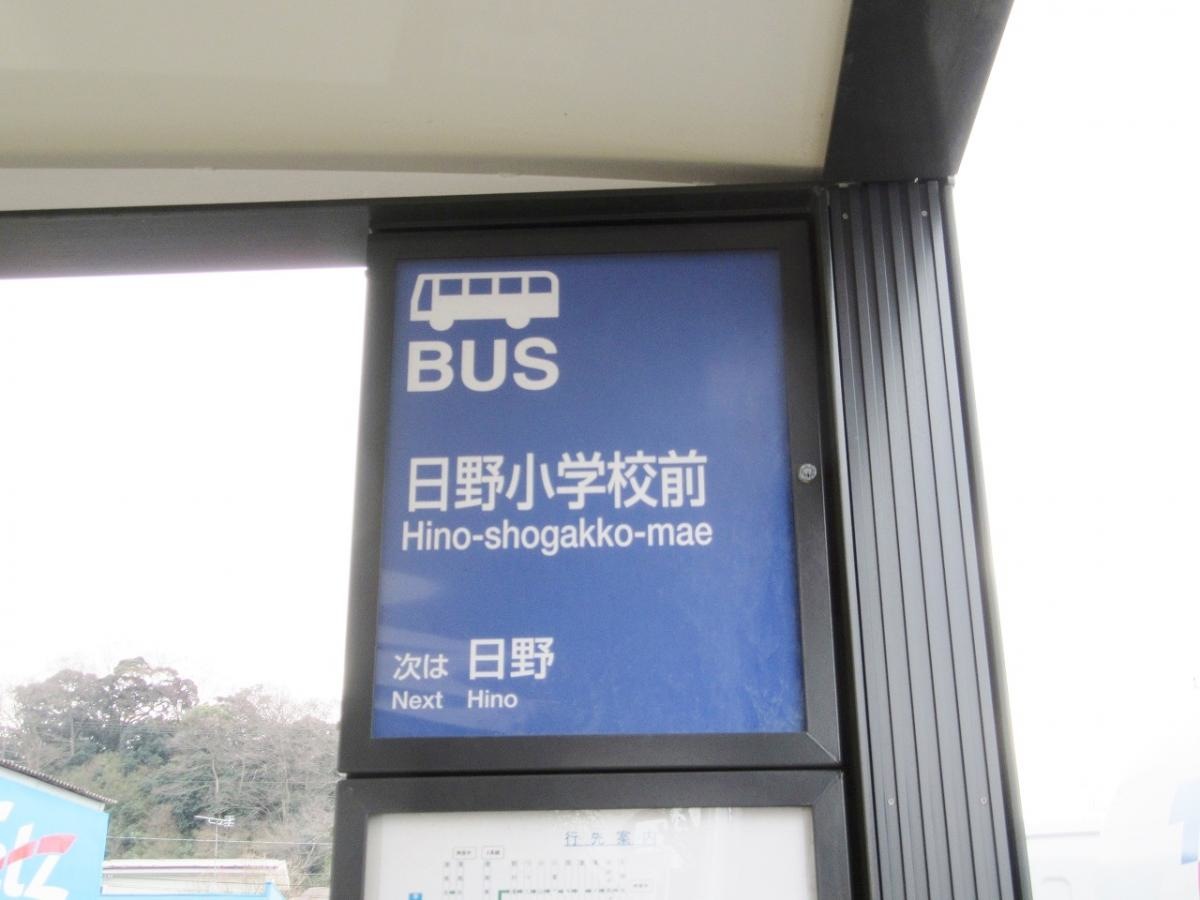 BUS
日野小学校前
Hino-shogakko-mae
次は 日野
Next Hino
行先案内